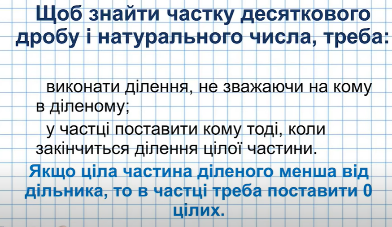 Щоб знайти частку десяткового
дробу і натурального числа, треба:
виконати ділення, не зважаючи на кому
в діленому;
у частці поставити кому тоді, коли
закінчиться ділення цілої частини.
Якщо ціла частина діленого менша від
дільника, то в частці треба поставити 0
цілих.